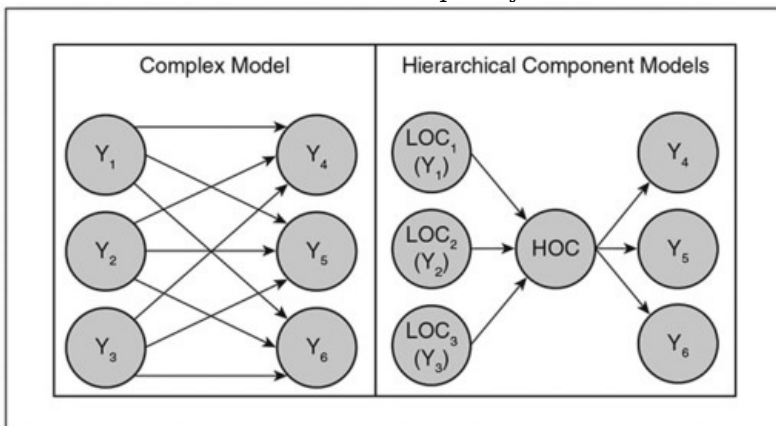 Complex Model
Y₁
Y₂
Y₃
Y₄
Y₅
Y₆
Hierarchical Component Models
LOC₁
(Y₁)
LOC₂
(Y₂)
LOC₃
(Y₃)
HOC
Y₄
Y₅
Y₆